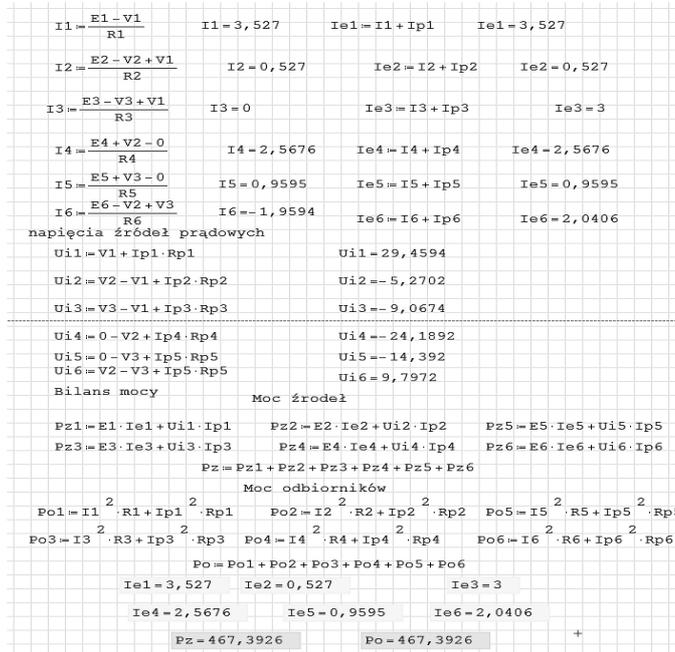 I1≔(E1−V1)/R1 I1=3,527 Ie1≔I1+Ip1 Ie1=3,527
I2≔(E2−V2+V1)/R2 I2=0,527 Ie2≔I2+Ip2 Ie2=0,527
I3≔(E3−V3+V1)/R3 I3=0 Ie3≔I3+Ip3 Ie3=3
I4≔(E4+V2−0)/R4 I4=2,5676 Ie4≔I4+Ip4 Ie4=2,5676
I5≔(E5+V3−0)/R5 I5=0,9595 Ie5≔I5+Ip5 Ie5=0,9595
I6≔(E6−V2+V3)/R6 I6=−1,9594 Ie6≔I6+Ip6 Ie6=2,0406
napięcia źródeł prądowych
Ui1≔V1+Ip1·Rp1 Ui1=29,4594
Ui2≔V2−V1+Ip2·Rp2 Ui2=−5,2702
Ui3≔V3−V1+Ip3·Rp3 Ui3=−9,0674
Ui4≔0−V2+Ip4·Rp4 Ui4=−24,1892
Ui5≔0−V3+Ip5·Rp5 Ui5=−14,392
Ui6≔V2−V3+Ip5·Rp5 Ui6=9,7972
Bilans mocy
Moc źrodeł
Pz1≔E1·Ie1+Ui1·Ip1 Pz2≔E2·Ie2+Ui2·Ip2 Pz5≔E5·Ie5+Ui5·Ip5
Pz3≔E3·Ie3+Ui3·Ip3 Pz4≔E4·Ie4+Ui4·Ip4 Pz6≔E6·Ie6+Ui6·Ip6
Pz≔Pz1+Pz2+Pz3+Pz4+Pz5+Pz6
Moc odbiorników
Po1≔I1²·R1+Ip1²·Rp1 Po2≔I2²·R2+Ip2²·Rp2 Po5≔I5²·R5+Ip5²·Rp
Po3≔I3²·R3+Ip3²·Rp3 Po4≔I4²·R4+Ip4²·Rp4 Po6≔I6²·R6+Ip6²·Rp6
Po≔Po1+Po2+Po3+Po4+Po5+Po6
Ie1=3,527 Ie2=0,527 Ie3=3
Ie4=2,5676 Ie5=0,9595 Ie6=2,0406
Pz=467,3926 Po=467,3926